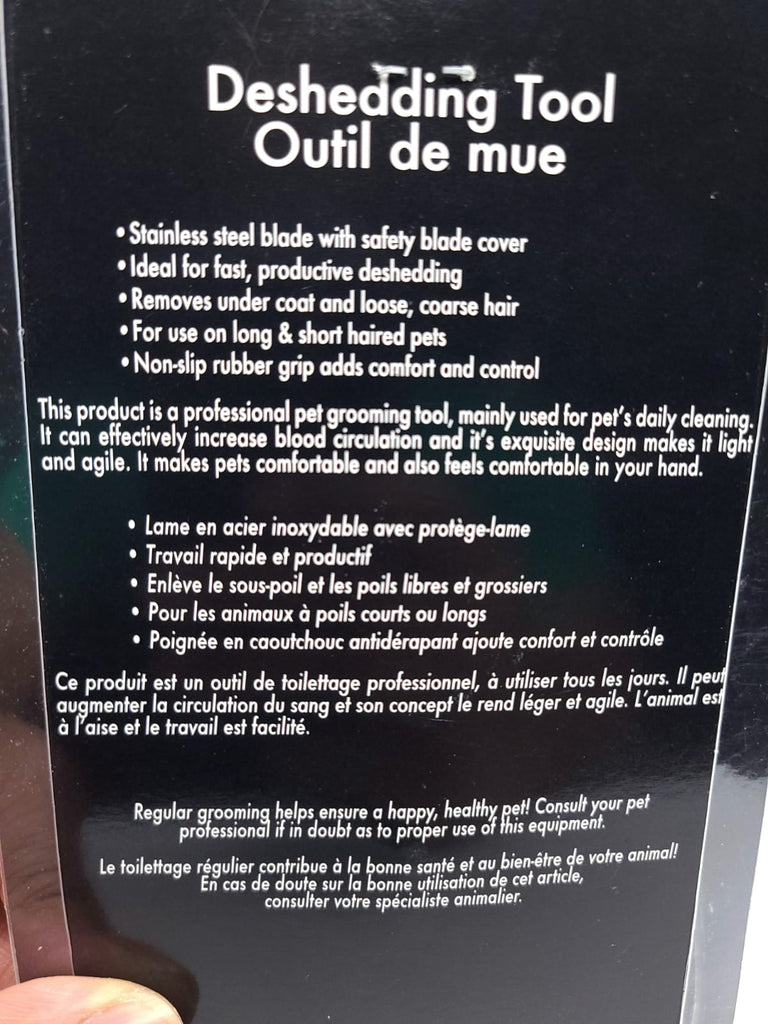 Deshedding Tool
Outil de mue
• Stainless steel blade with safety blade cover
• Ideal for fast, productive deshedding
• Removes under coat and loose, coarse hair
• For use on long & short haired pets
• Non-slip rubber grip adds comfort and control
This product is a professional pet grooming tool, mainly used for pet's daily cleaning.
It can effectively increase blood circulation and it's exquisite design makes it light
and agile. It makes pets comfortable and also feels comfortable in your hand.
• Lame en acier inoxydable avec protège-lame
• Travail rapide et productif
• Enlève le sous-poil et les poils libres et grossiers
• Pour les animaux à poils courts ou longs
• Poignée en caoutchouc antidérapant ajoute confort et contrôle
Ce produit est un outil de toilettage professionnel, à utiliser tous les jours. Il peut
augmenter la circulation du sang et son concept le rend léger et agile. L'animal est
à l'aise et le travail est facilité.
Regular grooming helps ensure a happy, healthy pet! Consult your pet
professional if in doubt as to proper use of this equipment.
Le toilettage régulier contribue à la bonne santé et au bien-être de votre animal!
En cas de doute sur la bonne utilisation de cet article,
consulter votre spécialiste animalier.